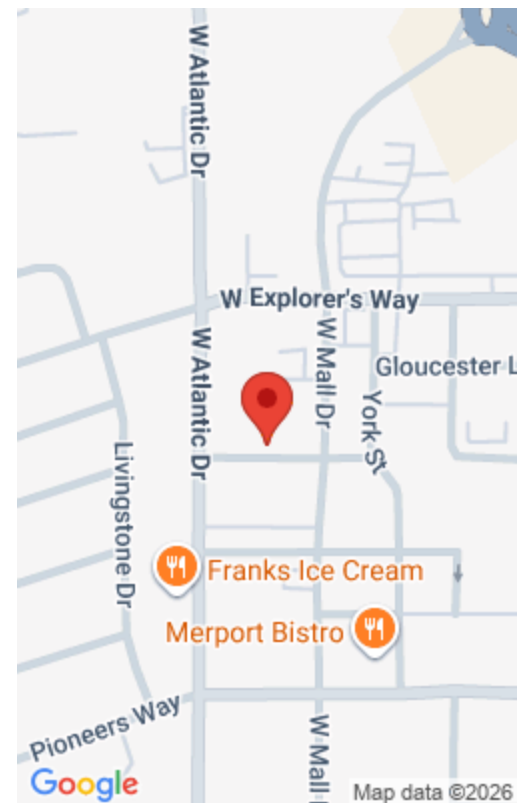 W Atlantic Dr
W Explorer's Way
W Mall Dr
Gloucester L
W Atlantic Dr
York St
Livingstone Dr
Franks Ice Cream
Merport Bistro
Pioneers Way
W Mall
Google
Map data ©2026